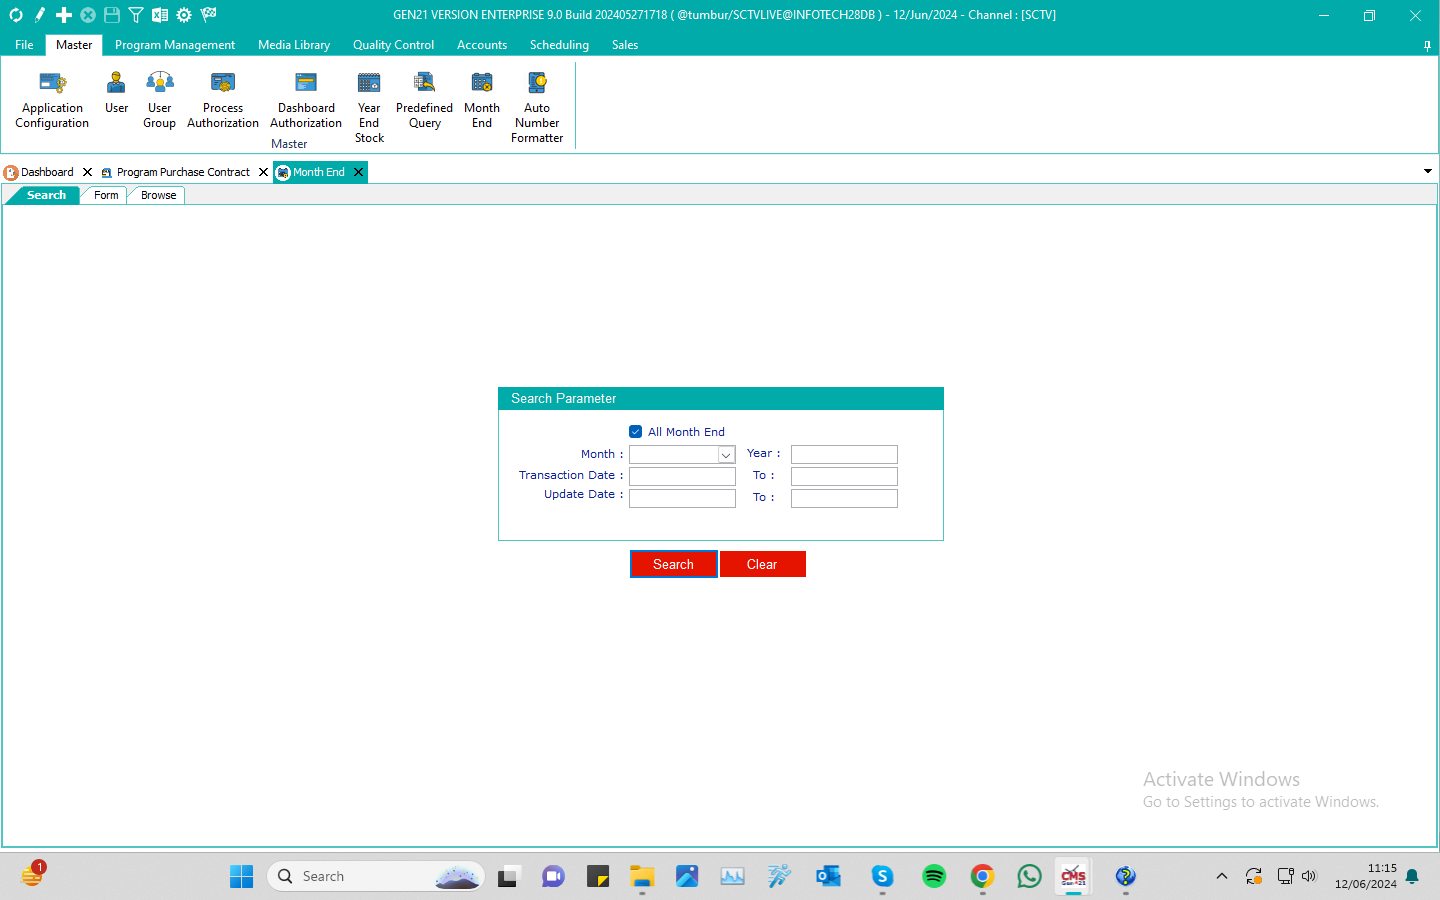 GEN21 VERSION ENTERPRISE 9.0 Build 202405271718 ( @tumbur/SCTVLIVE@INFOTECH28DB ) - 12/Jun/2024 - Channel : [SCTV]
File Master Program Management Media Library Quality Control Accounts Scheduling Sales
Application Configuration
User
User Group
Process Authorization
Dashboard Authorization
Year End Stock
Predefined Query
Month End
Auto Number Formatter
Master
Dashboard Program Purchase Contract Month End
Search Form Browse
Search Parameter
All Month End
Month : Year :
Transaction Date : To :
Update Date : To :
Search Clear
Activate Windows
Go to Settings to activate Windows.
1
Search
CMS
Gen21
11:15
12/06/2024